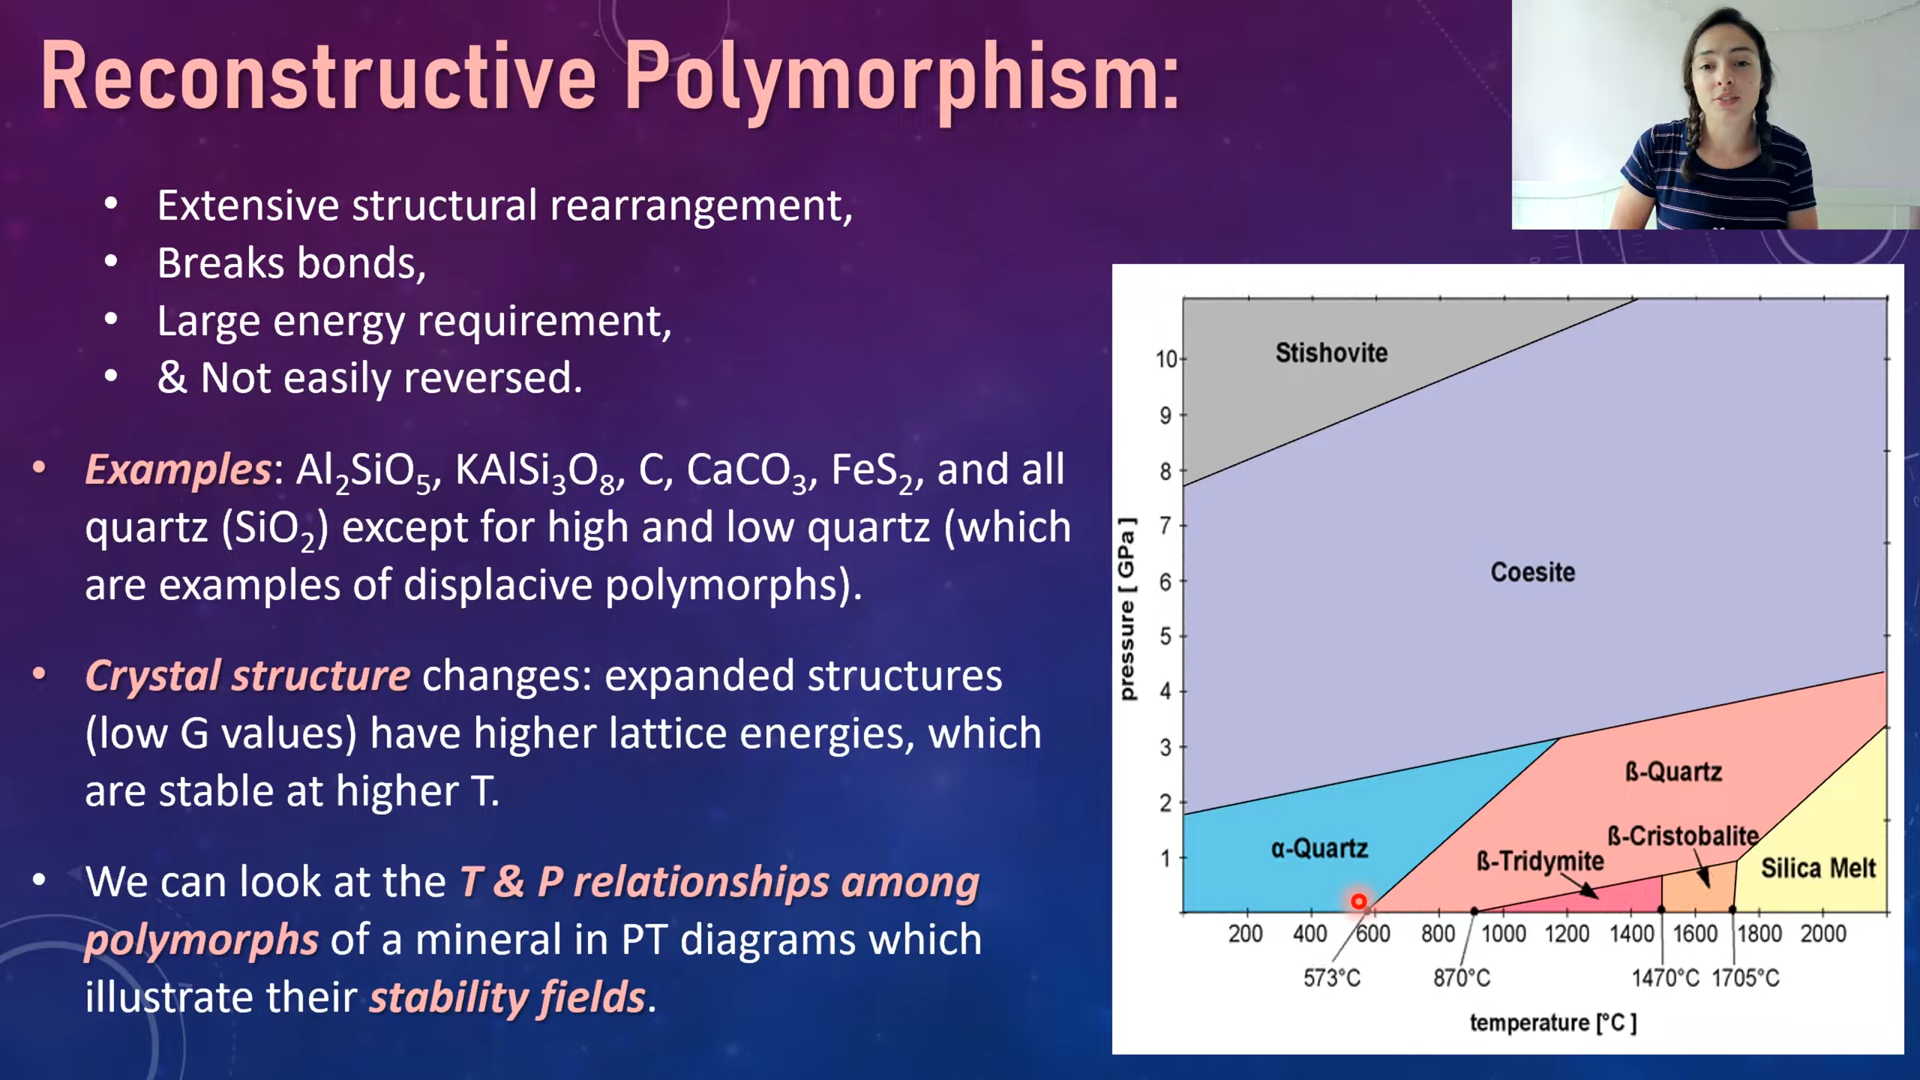 Reconstructive Polymorphism:
• Extensive structural rearrangement,
• Breaks bonds,
• Large energy requirement,
• & Not easily reversed.
• Examples: Al₂SiO₅, KAlSi₃O₈, C, CaCO₃, FeS₂, and all
quartz (SiO₂) except for high and low quartz (which
are examples of displacive polymorphs).
• Crystal structure changes: expanded structures
(low G values) have higher lattice energies, which
are stable at higher T.
• We can look at the T & P relationships among
polymorphs of a mineral in PT diagrams which
illustrate their stability fields.
pressure [ GPa]
10
9
8
7
6
5
4
3
2
1
Stishovite
Coesite
ß-Quartz
ß-Cristobalite
α-Quartz
ß-Tridymite
Silica Melt
200 400 600 800 1000 1200 1400 1600 1800 2000
573°C 870°C 1470°C 1705°C
temperature [°C ]